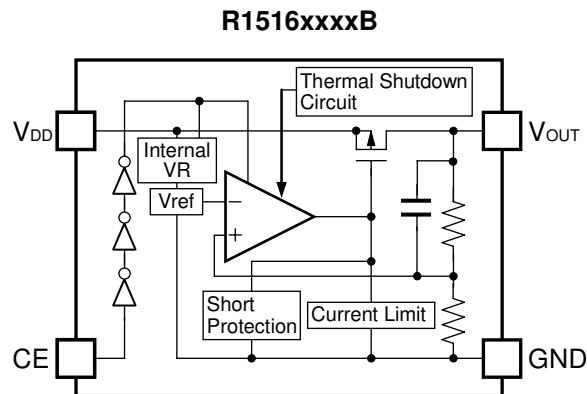 R1516xxxxB
Thermal Shutdown
Circuit
VDD
VOUT
Internal
VR
Vref
−
+
Short
Protection
Current Limit
CE
GND